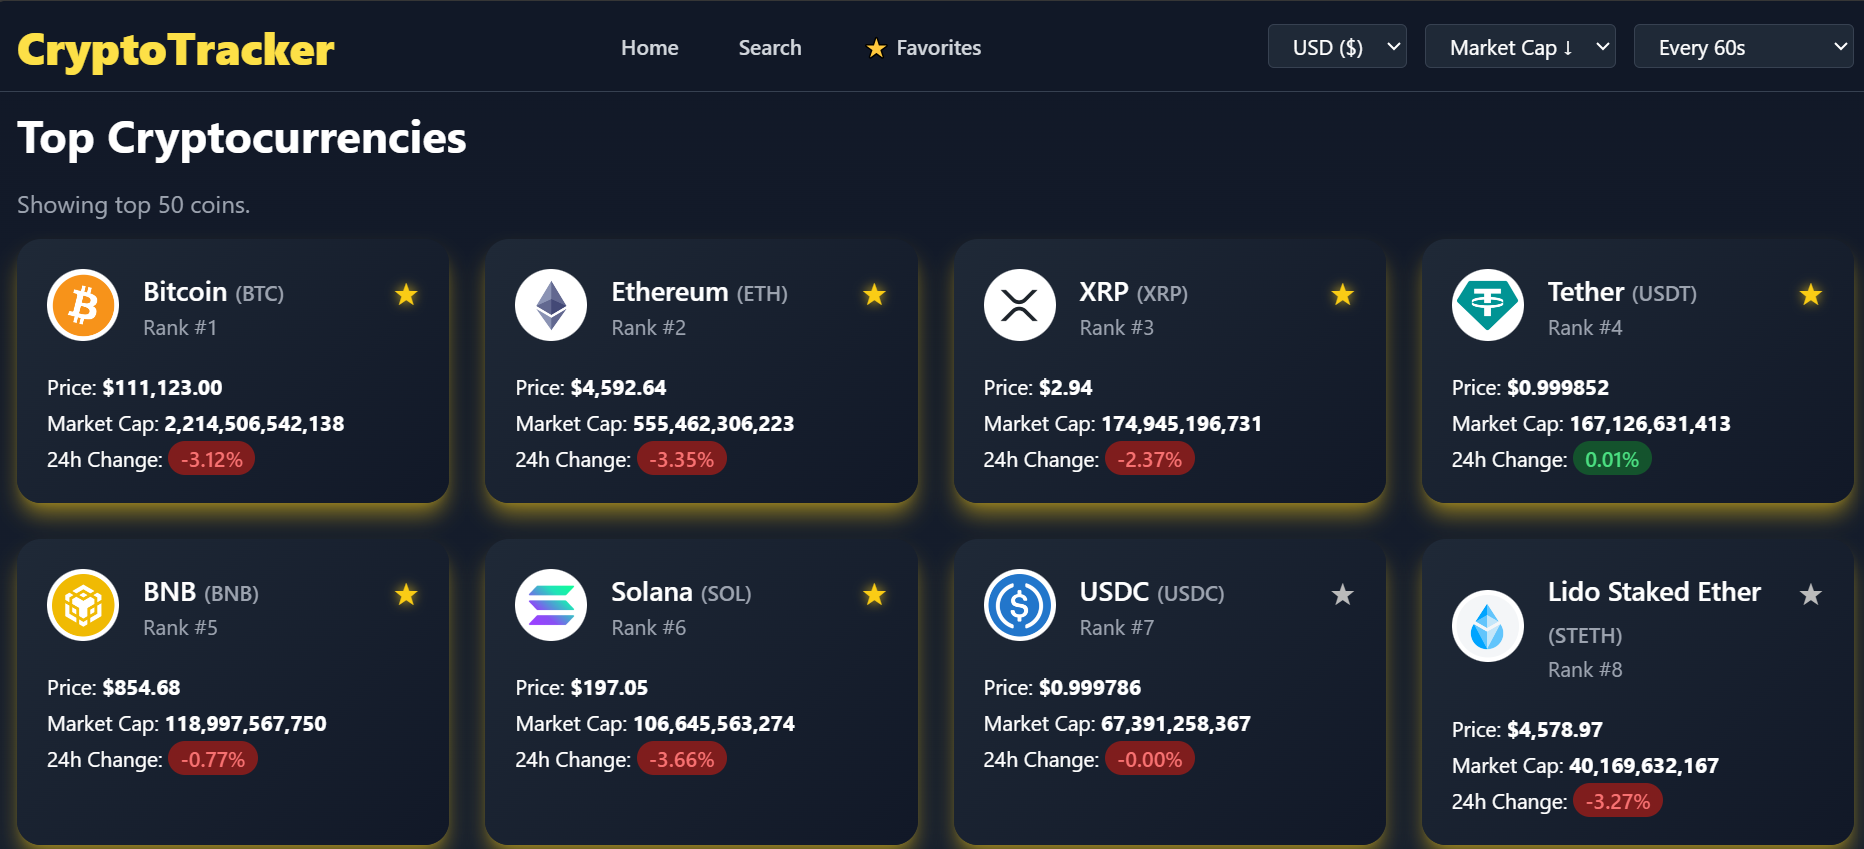 CryptoTracker
Home
Search
Favorites
USD ($)
Market Cap ↓
Every 60s
Top Cryptocurrencies
Showing top 50 coins.
Bitcoin (BTC)
Rank #1
Price: $111,123.00
Market Cap: 2,214,506,542,138
24h Change: -3.12%
Ethereum (ETH)
Rank #2
Price: $4,592.64
Market Cap: 555,462,306,223
24h Change: -3.35%
XRP (XRP)
Rank #3
Price: $2.94
Market Cap: 174,945,196,731
24h Change: -2.37%
Tether (USDT)
Rank #4
Price: $0.999852
Market Cap: 167,126,631,413
24h Change: 0.01%
BNB (BNB)
Rank #5
Price: $854.68
Market Cap: 118,997,567,750
24h Change: -0.77%
Solana (SOL)
Rank #6
Price: $197.05
Market Cap: 106,645,563,274
24h Change: -3.66%
USDC (USDC)
Rank #7
Price: $0.999786
Market Cap: 67,391,258,367
24h Change: -0.00%
Lido Staked Ether
(STETH)
Rank #8
Price: $4,578.97
Market Cap: 40,169,632,167
24h Change: -3.27%